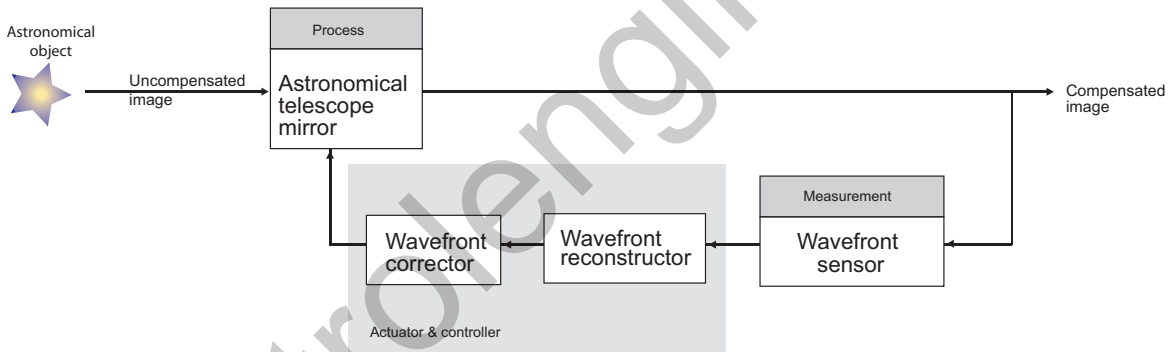 Astronomical
object
Uncompensated
image
Process
Astronomical
telescope
mirror
Compensated
image
Measurement
Wavefront
sensor
Wavefront
reconstructor
Wavefront
corrector
Actuator & controller